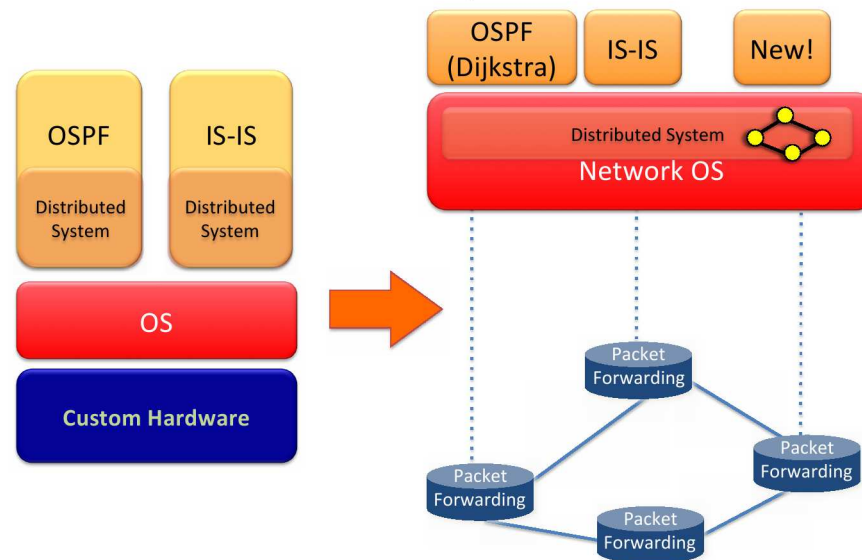 OSPF
Distributed
System
IS-IS
Distributed
System
OS
Custom Hardware
OSPF
(Dijkstra)
IS-IS
New!
Distributed System
Network OS
Packet
Forwarding
Packet
Forwarding
Packet
Forwarding
Packet
Forwarding